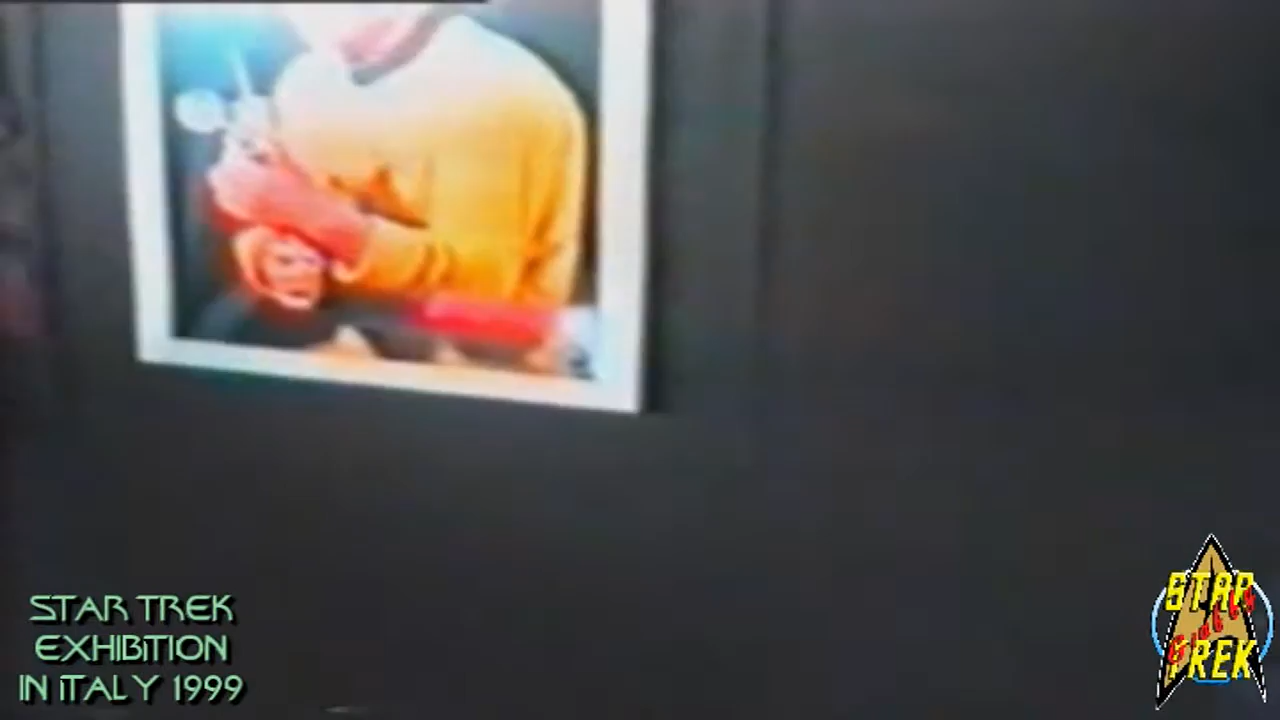 STAR TREK
EXHIBITION
IN ITALY 1999
STAR
TREK